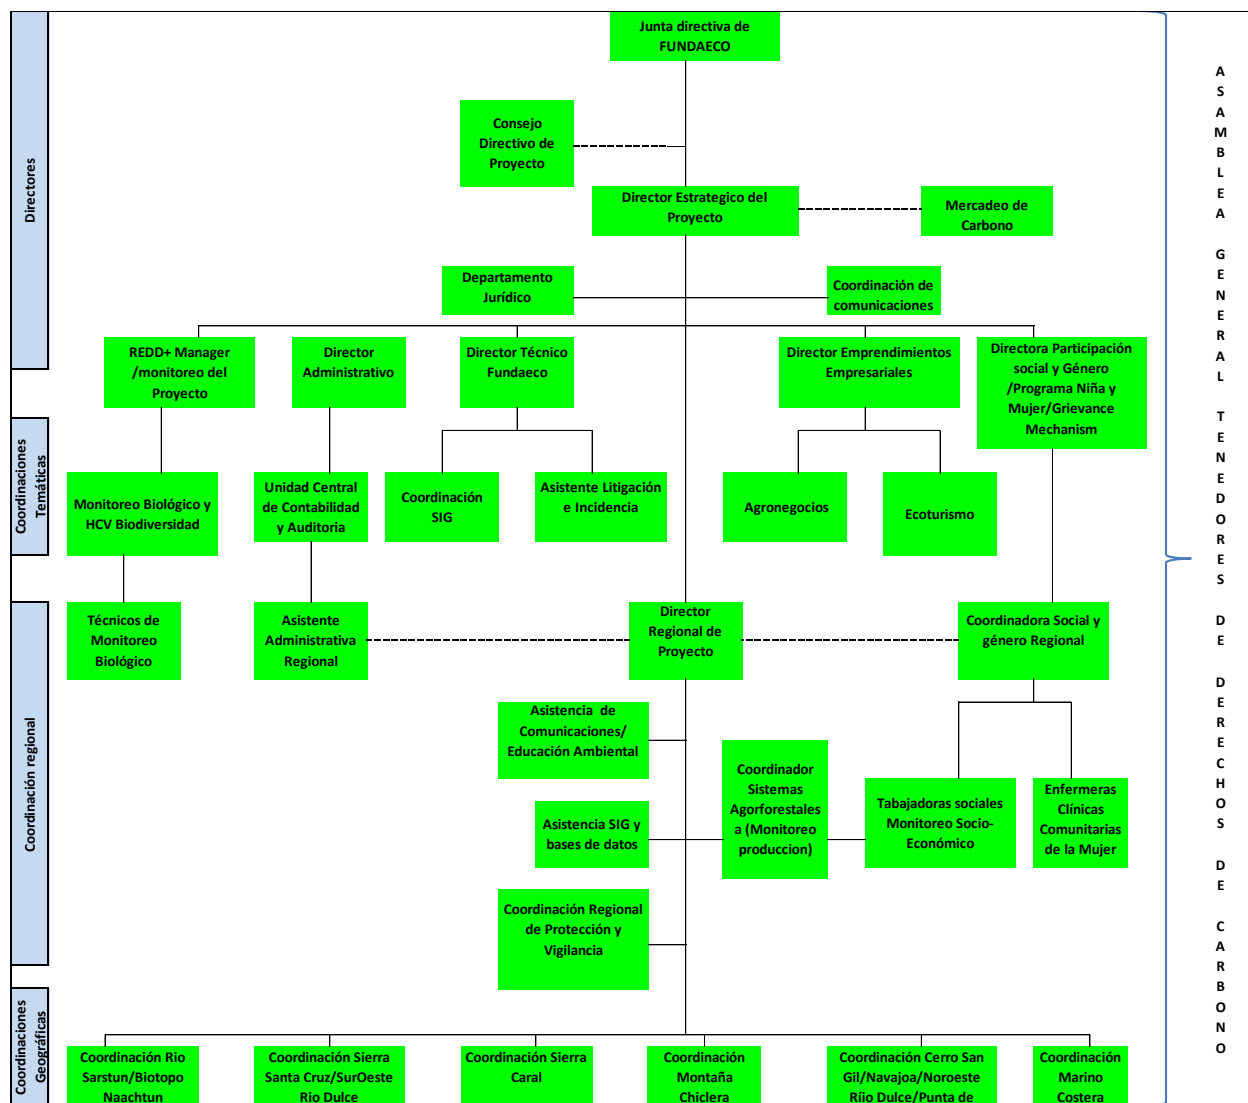 Junta directiva de
FUNDAECO
Consejo
Directivo de
Proyecto
Director Estrategico del
Proyecto
Mercadeo de
Carbono
Departamento
Jurídico
Coordinación de
comunicaciones
Directores
REDD+ Manager
/monitoreo del
Proyecto
Director
Administrativo
Director Técnico
Fundaeco
Director Emprendimientos
Empresariales
Directora Participación
social y Género
/Programa Niña y
Mujer/Grievance
Mechanism
Coordinaciones
Temáticas
Monitoreo Biológico y
HCV Biodiversidad
Unidad Central
de Contabilidad
y Auditoria
Coordinación
SIG
Asistente Litigación
e Incidencia
Agronegocios
Ecoturismo
Coordinación regional
Técnicos de
Monitoreo
Biológico
Asistente
Administrativa
Regional
Director
Regional de
Proyecto
Coordinadora Social y
género Regional
Asistencia de
Comunicaciones/
Educación Ambiental
Coordinador
Sistemas
Agorforestales
a (Monitoreo
produccion)
Asistencia SIG y
bases de datos
Tabajadoras sociales
Monitoreo Socio-
Económico
Enfermeras
Clínicas
Comunitarias
de la Mujer
Coordinación Regional
de Protección y
Vigilancia
Coordinaciones
Geográficas
Coordinación Rio
Sarstun/Biotopo
Naachtun
Coordinación Sierra
Santa Cruz/SurOeste
Rio Dulce
Coordinación Sierra
Caral
Coordinación
Montaña
Chiclera
Coordinación Cerro San
Gil/Navajoa/Noroeste
Ríio Dulce/Punta de
Coordinación
Marino
Costera
ASAMBLEA GENERAL TENEDORES DE DERECHOS DE CARBONO